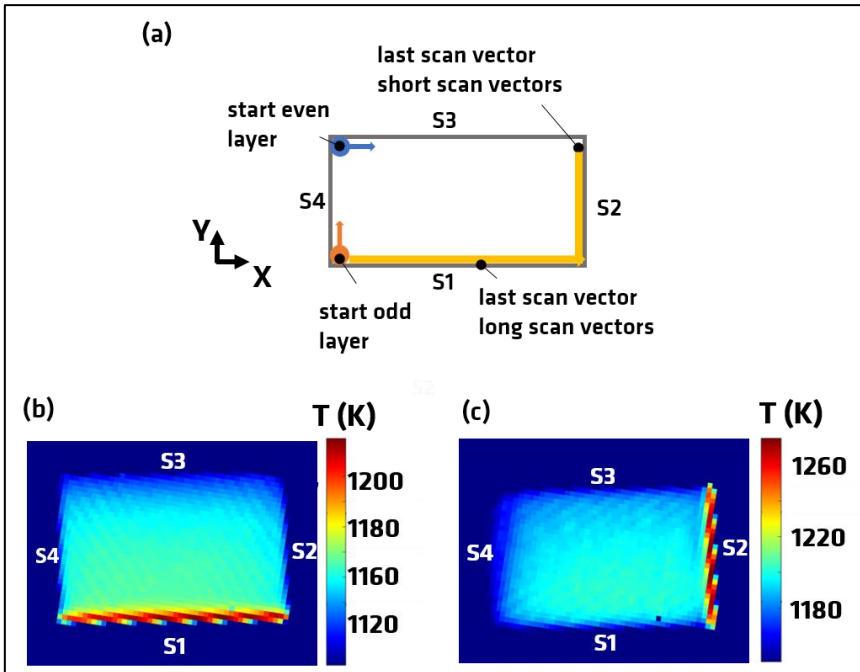 (a)
last scan vector
short scan vectors
start even
layer
S3
S4
S2
Y
X
S1
start odd
layer
last scan vector
long scan vectors
S2
(b)
T (K)
(c)
T (K)
S3
S4
S2
S1
1200
1180
1160
1120
S3
S4
S2
S1
1260
1220
1180